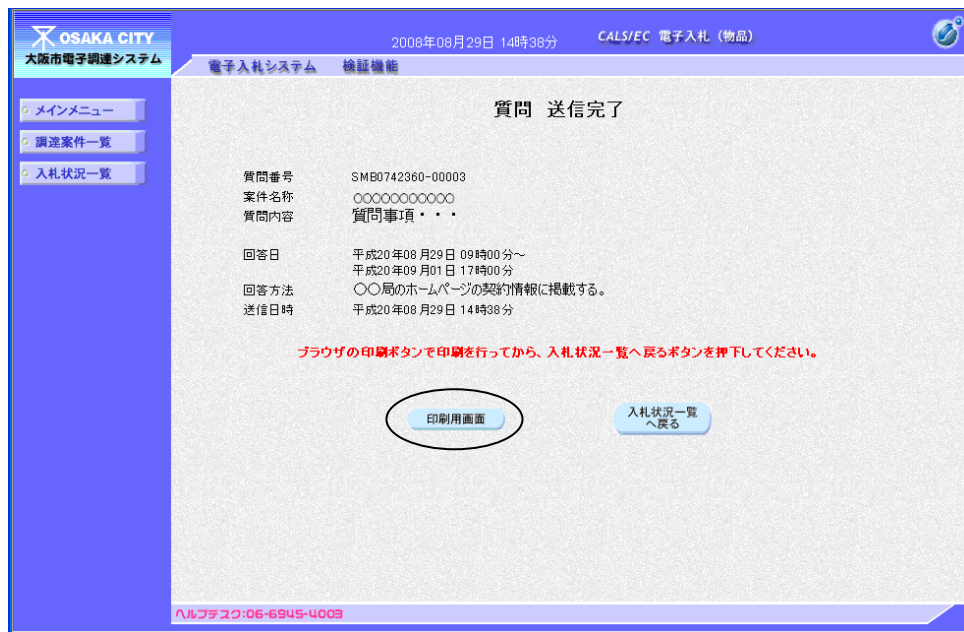 OSAKA CITY
大阪市電子調達システム
2008年08月29日 14時38分
CALS/EC 電子入札（物品）
電子入札システム 検証機能
メインメニュー
調達案件一覧
入札状況一覧
質問 送信完了
質問番号 SMB0742360-00003
案件名称 ○○○○○○○○○○○
質問内容 質問事項・・・
回答日 平成20年08月29日 09時00分～
平成20年09月01日 17時00分
回答方法 ○○局のホームページの契約情報に掲載する。
送信日時 平成20年08月29日 14時38分
ブラウザの印刷ボタンで印刷を行ってから、入札状況一覧へ戻るボタンを押下してください。
印刷用画面
入札状況一覧
へ戻る
ヘルプデスク:06-6945-4003